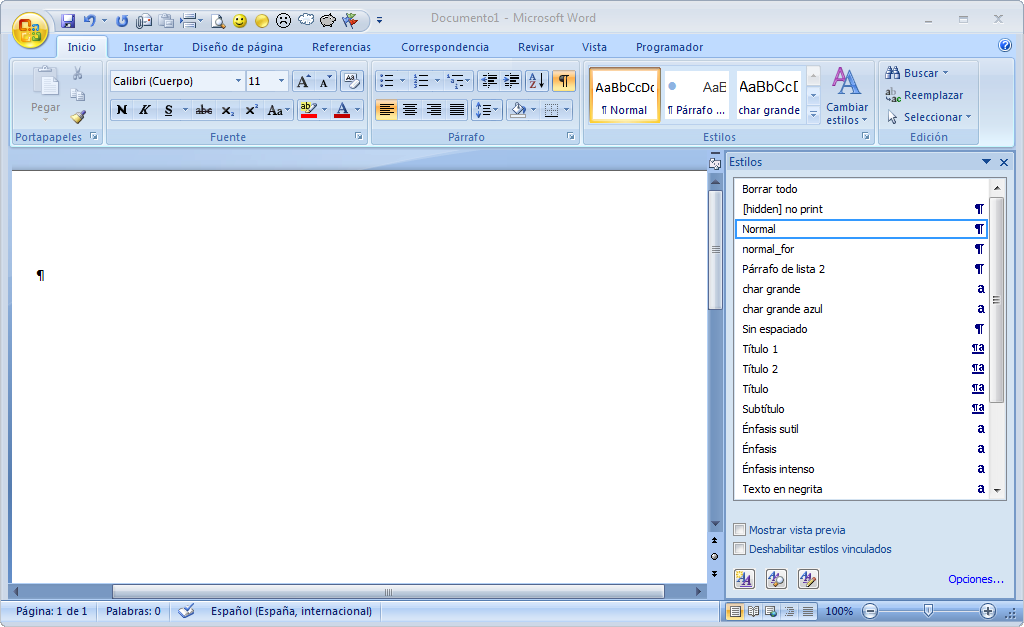 Documento1 - Microsoft Word
Inicio Insertar Diseño de página Referencias Correspondencia Revisar Vista Programador
Pegar
Portapapeles
Calibri (Cuerpo) 11
N K S abc x₂ x² Aa
Fuente
Párrafo
AaBbCcDc AaE AaBbCcD
¶ Normal ¶ Párrafo ... char grande
Cambiar
estilos
Estilos
Buscar
Reemplazar
Seleccionar
Edición
¶
Estilos
Borrar todo
[hidden] no print ¶
Normal ¶
normal_for ¶
Párrafo de lista 2 ¶
char grande a
char grande azul a
Sin espaciado ¶
Título 1 ¶a
Título 2 ¶a
Título ¶a
Subtítulo ¶a
Énfasis sutil a
Énfasis a
Énfasis intenso a
Texto en negrita a
Mostrar vista previa
Deshabilitar estilos vinculados
Opciones...
Página: 1 de 1 Palabras: 0 Español (España, internacional) 100%